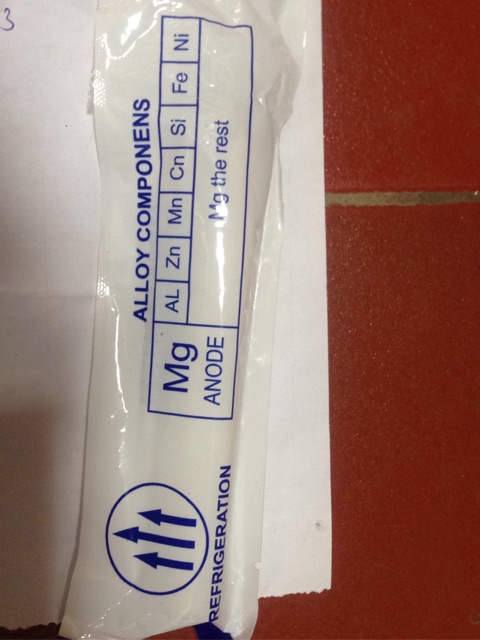 3
ALLOY COMPONENS
Mg AL Zn Mn Cn Si Fe Ni
ANODE Mg the rest
REFRIGERATION